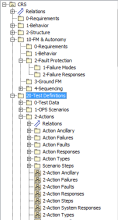 CRS
Relations
0-Requirements
1-Behavior
2-Structure
10-FM & Autonomy
0-Requirements
1-Behavior
2-Fault Protection
1-Failure Modes
2-Failure Responses
3-Ground FM
4-Sequencing
20-Test Definitions
0-Test Data
1-OPS Scenarios
2-Actions
Relations
Action Ancillary
Action Failures
Action Faults
Action Responses
Action Types
Scenario Steps
2-Action Ancillary
2-Action Failures
2-Action Faults
2-Action Responses
2-Action Steps
2-Action System Responses
2-Action Types